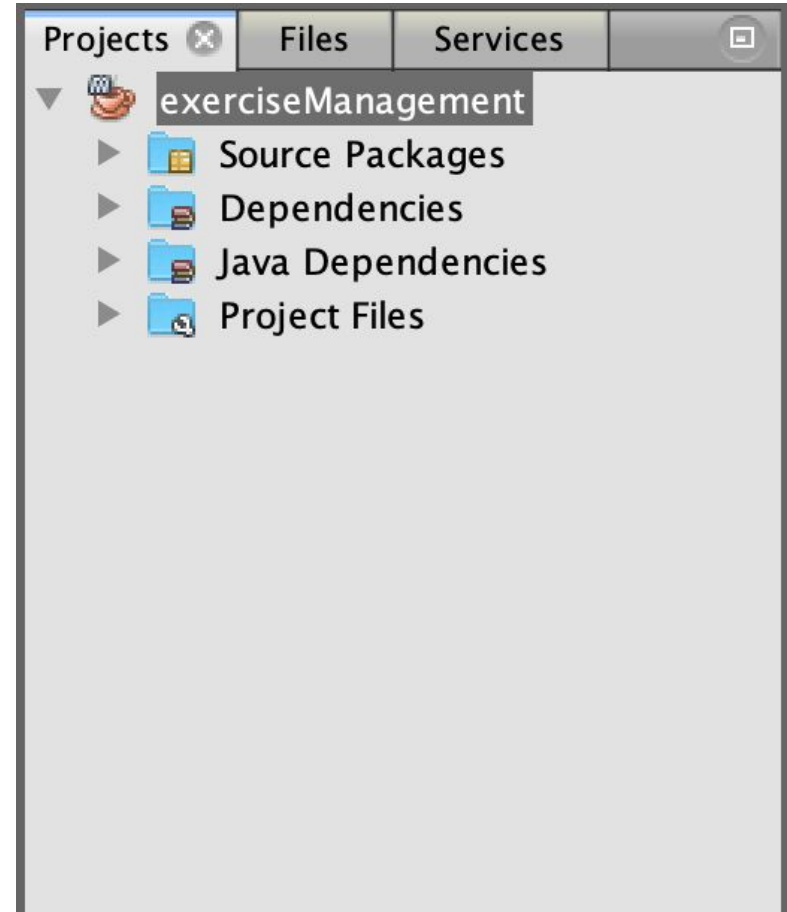 Projects Files Services
exerciseManagement
Source Packages
Dependencies
Java Dependencies
Project Files